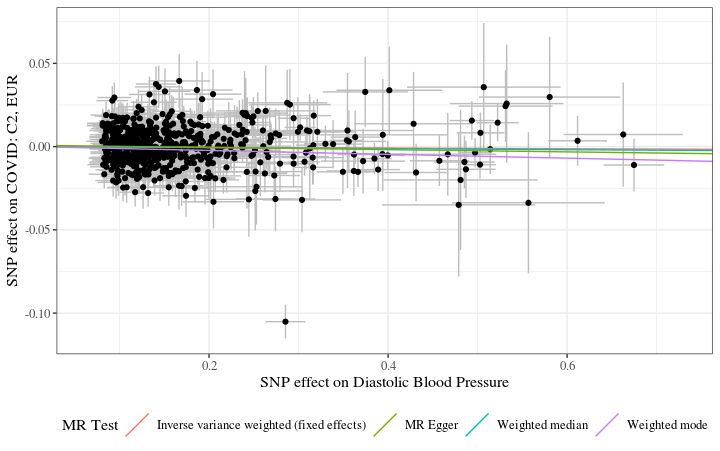 SNP effect on COVID: C2, EUR
0.05
0.00
-0.05
-0.10
0.2 0.4 0.6
SNP effect on Diastolic Blood Pressure
MR Test Inverse variance weighted (fixed effects) MR Egger Weighted median Weighted mode